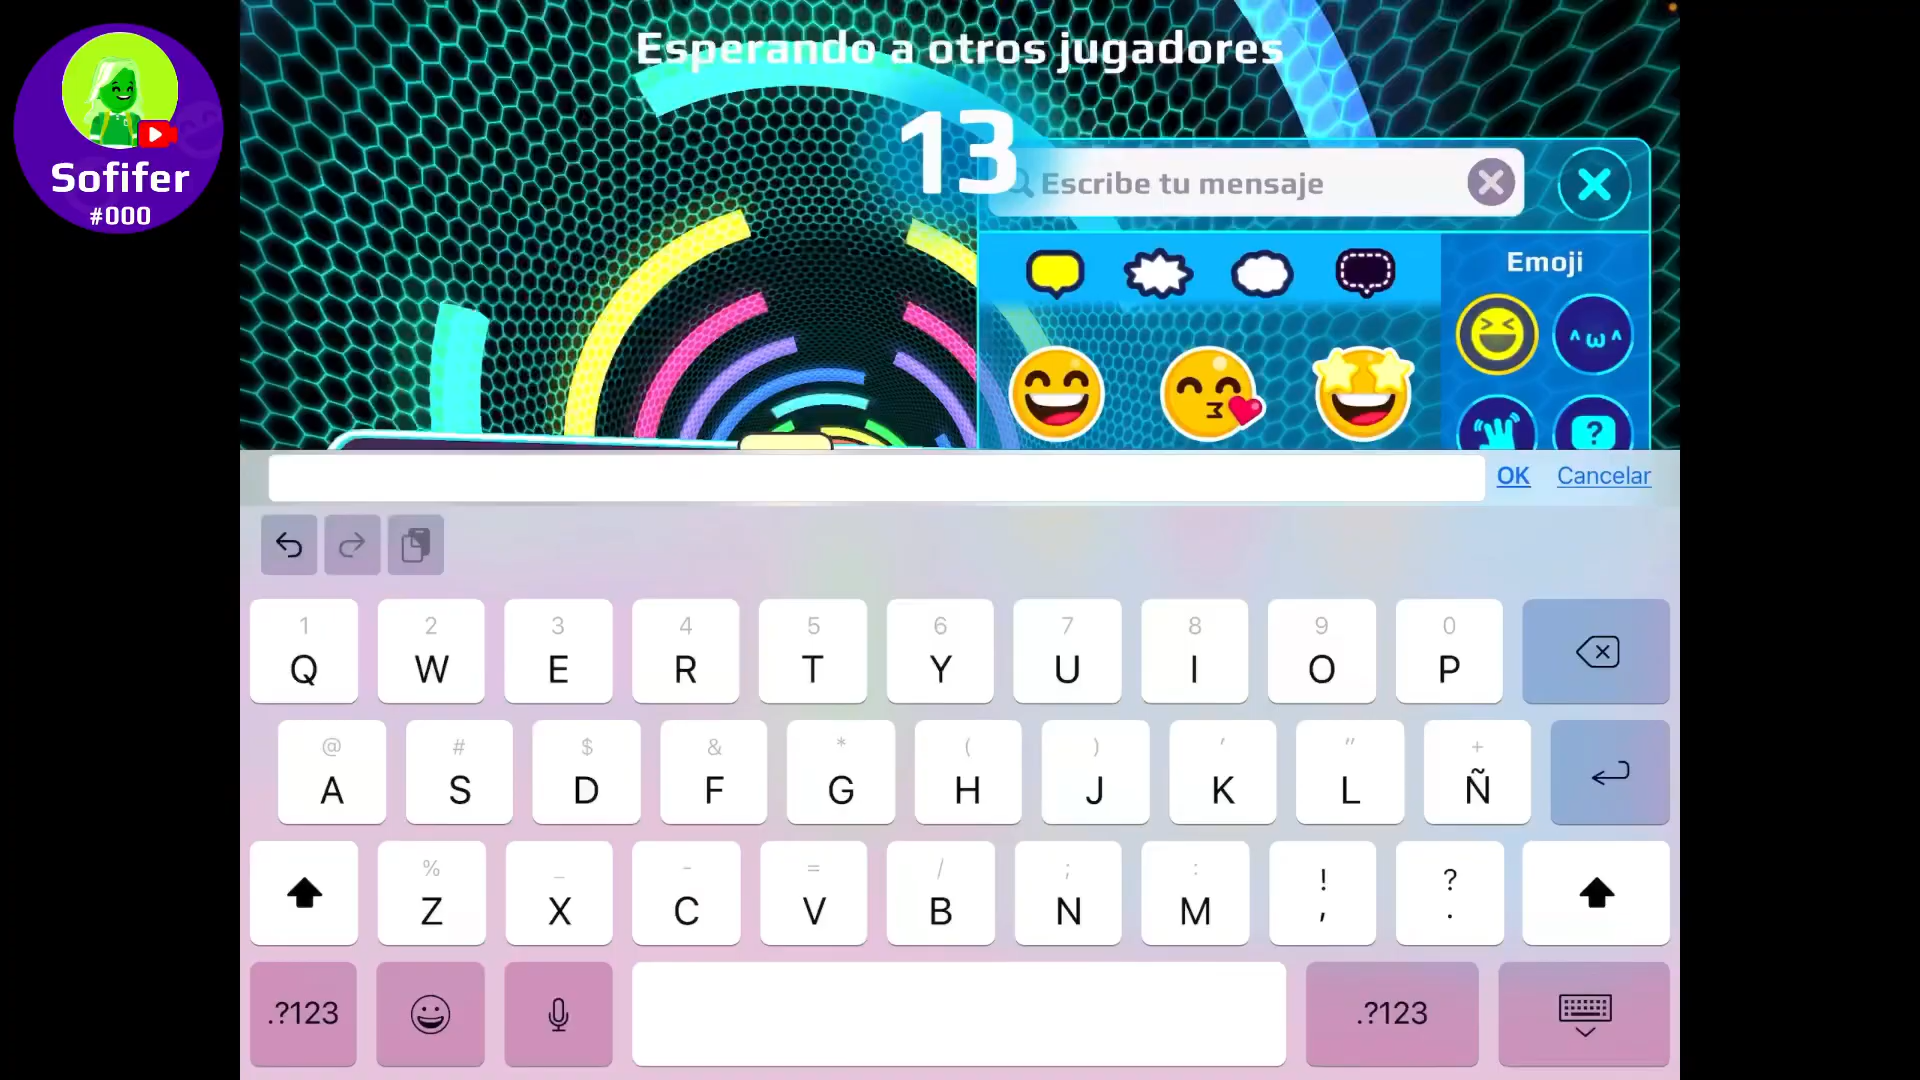 Esperando a otros jugadores
13
Sofifer
#000
Escribe tu mensaje
Emoji
^ω^
?
OK Cancelar
1 2 3 4 5 6 7 8 9 0
Q W E R T Y U I O P
@ # $ & * ( ) ' " +
A S D F G H J K L Ñ
% _ - = / ; : ! ?
Z X C V B N M , .
.?123 .?123